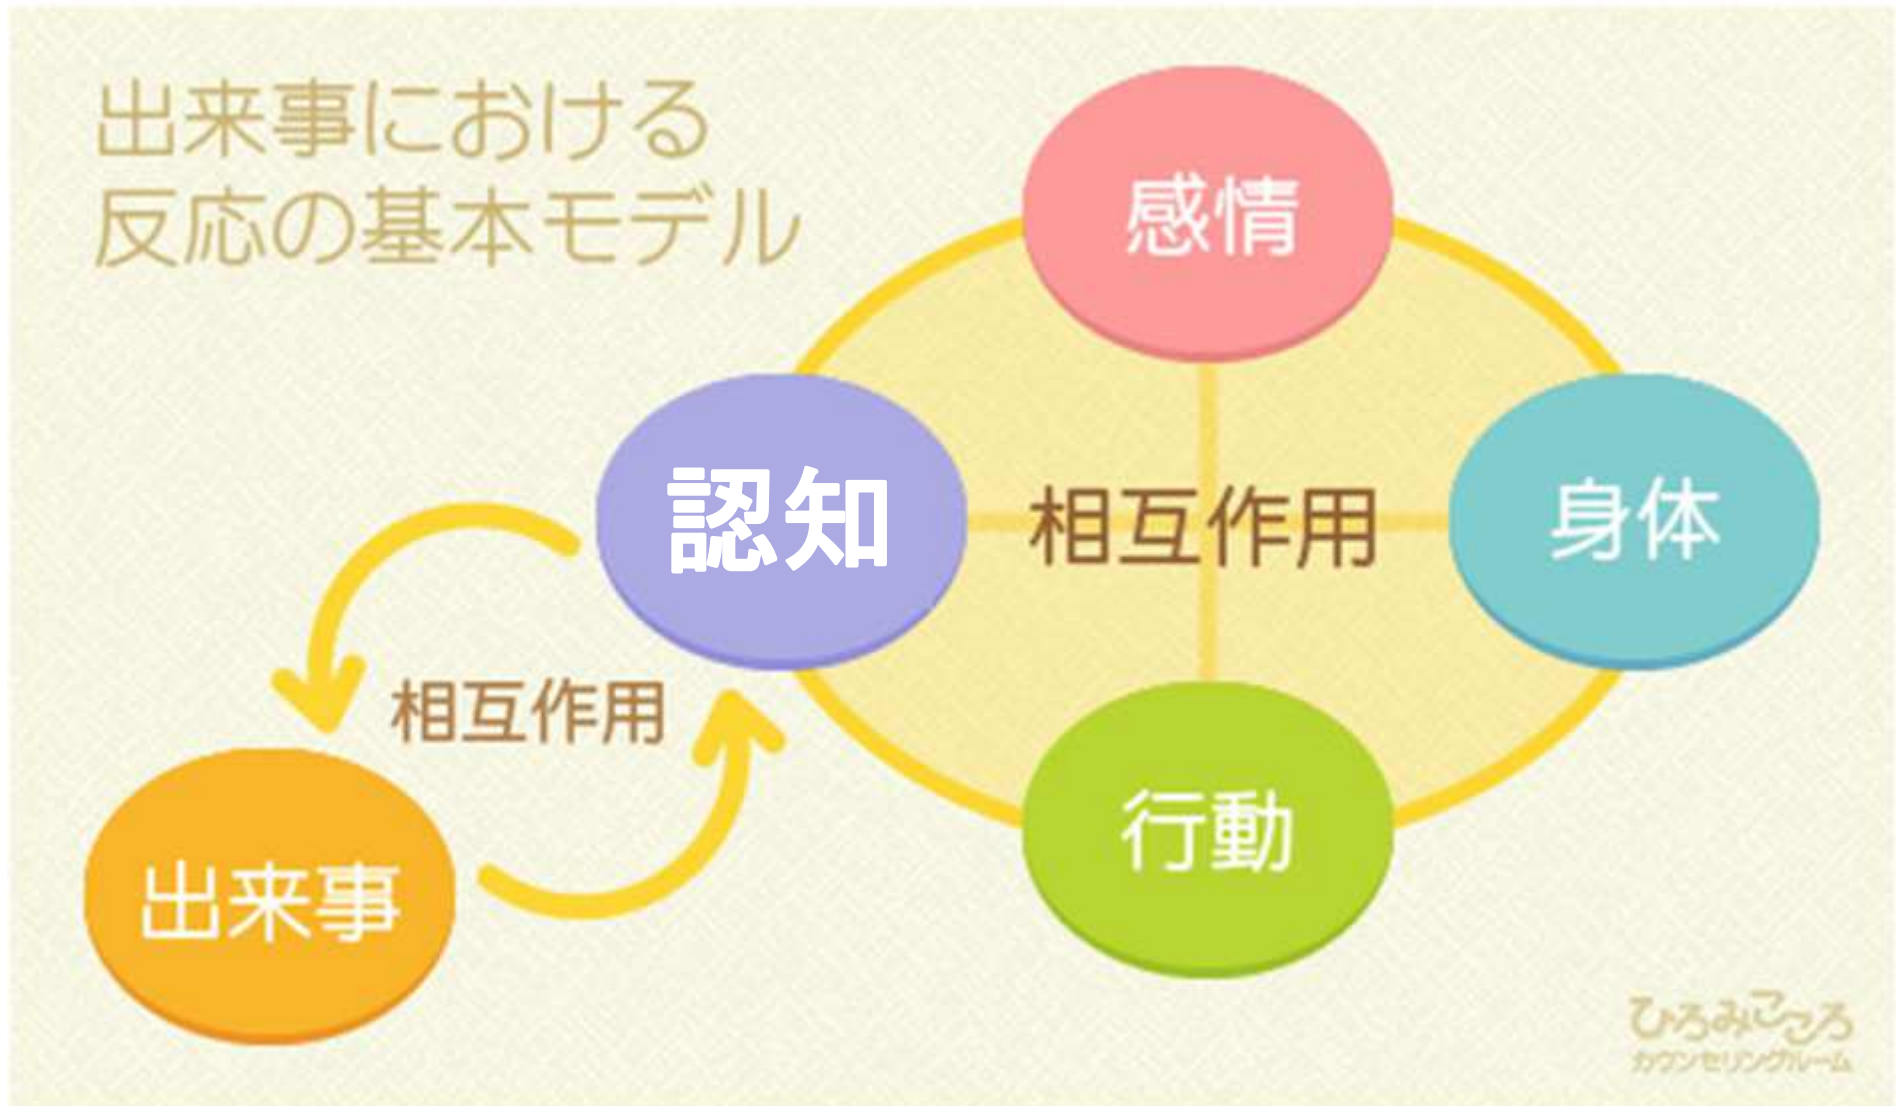 出来事における
反応の基本モデル
感情
認知
相互作用
身体
相互作用
行動
出来事
ひろみこころ
カウンセリングルーム